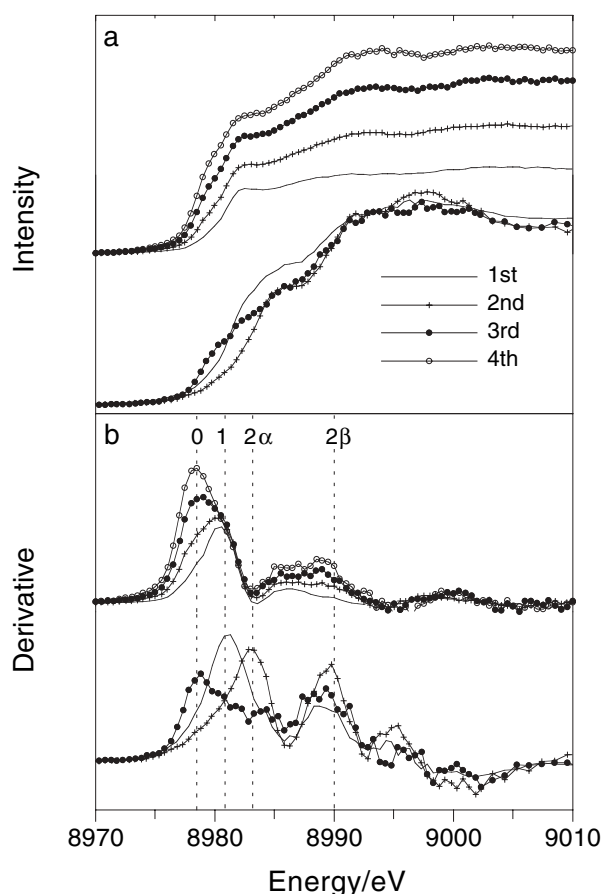 a
Intensity
1st
2nd
3rd
4th
b
0 1 2α 2β
Derivative
8970 8980 8990 9000 9010
Energy/eV